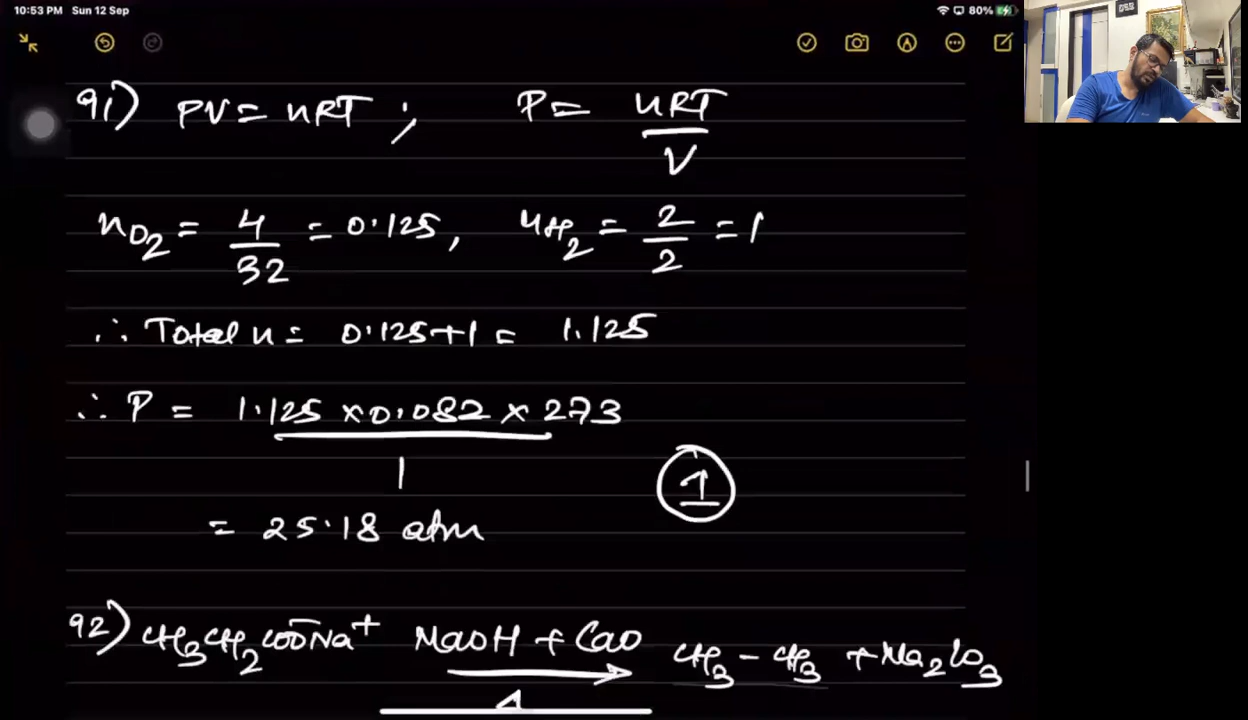 10:53 PM Sun 12 Sep
80%
91) PV = nRT ; P = nRT
V
nO2 = 4/32 = 0.125, nH2 = 2/2 = 1
∴ Total n = 0.125+1 = 1.125
∴ P = 1.125 ×0.082 × 273
1
①
= 25.18 atm
92) CH3CH2COO⁻Na⁺ NaOH + CaO → CH3 – CH3 + Na2CO3
Δ